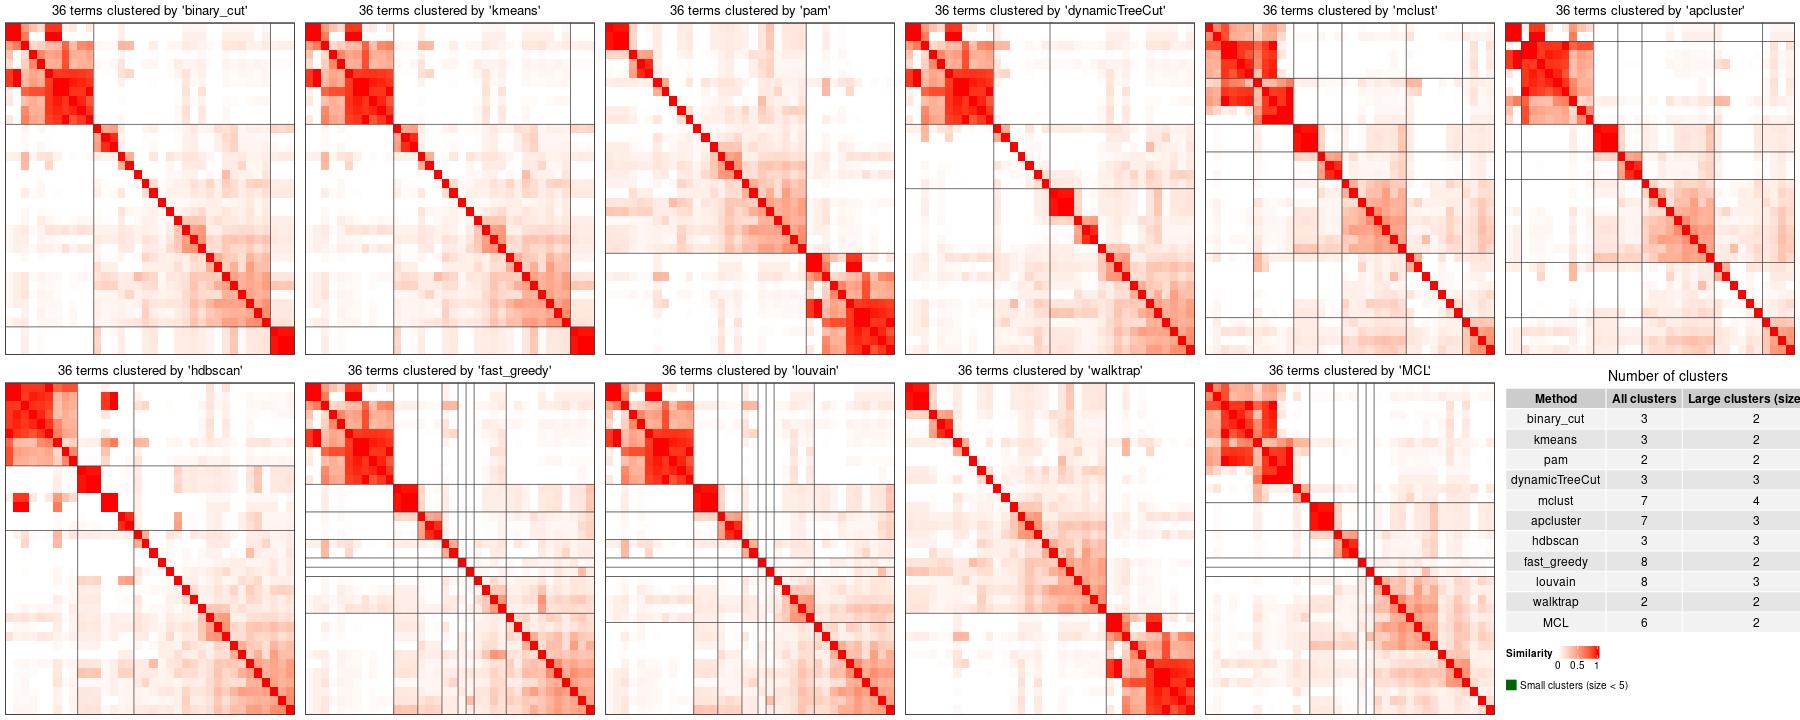 36 terms clustered by 'binary_cut'
36 terms clustered by 'kmeans'
36 terms clustered by 'pam'
36 terms clustered by 'dynamicTreeCut'
36 terms clustered by 'mclust'
36 terms clustered by 'apcluster'
36 terms clustered by 'hdbscan'
36 terms clustered by 'fast_greedy'
36 terms clustered by 'louvain'
36 terms clustered by 'walktrap'
36 terms clustered by 'MCL'
Number of clusters
Method All clusters Large clusters (size
binary_cut 3 2
kmeans 3 2
pam 2 2
dynamicTreeCut 3 3
mclust 7 4
apcluster 7 3
hdbscan 3 3
fast_greedy 8 2
louvain 8 3
walktrap 2 2
MCL 6 2
Similarity
0 0.5 1
Small clusters (size < 5)